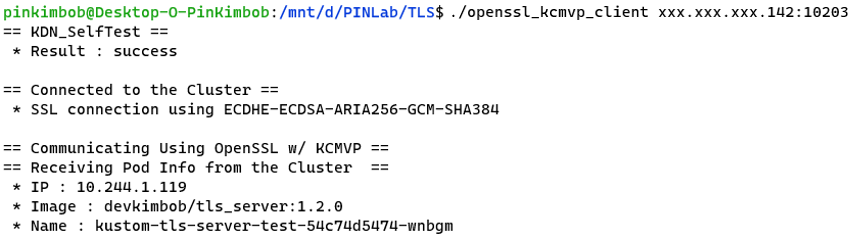 pinkimbob@Desktop-O-PinKimbob:/mnt/d/PINLab/TLS$ ./openssl_kcmvp_client xxx.xxx.xxx.142:10203
== KDN_SelfTest ==
 * Result : success

== Connected to the Cluster ==
 * SSL connection using ECDHE-ECDSA-ARIA256-GCM-SHA384

== Communicating Using OpenSSL w/ KCMVP ==
== Receiving Pod Info from the Cluster  ==
 * IP : 10.244.1.119
 * Image : devkimbob/tls_server:1.2.0
 * Name : kustom-tls-server-test-54c74d5474-wnbgm